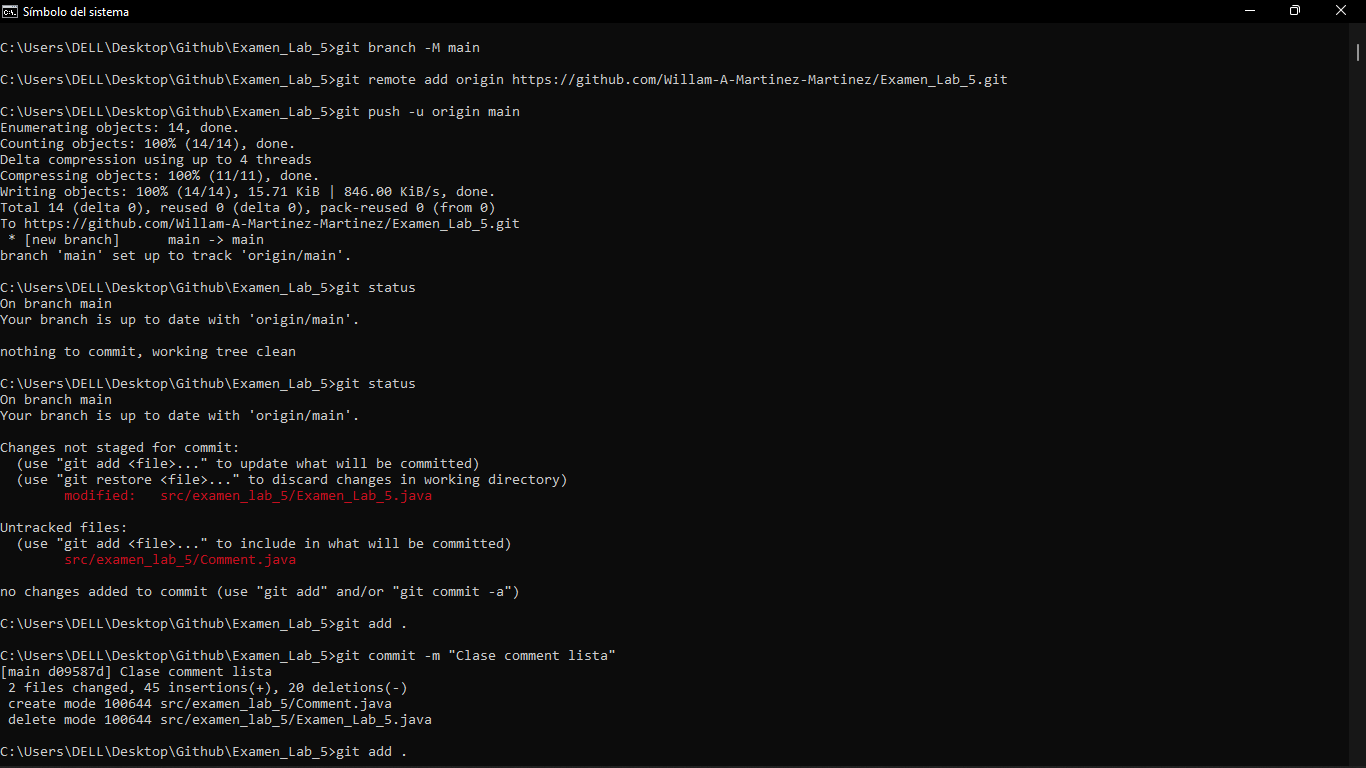 Símbolo del sistema
C:\Users\DELL\Desktop\Github\Examen_Lab_5>git branch -M main
C:\Users\DELL\Desktop\Github\Examen_Lab_5>git remote add origin https://github.com/Willam-A-Martinez-Martinez/Examen_Lab_5.git
C:\Users\DELL\Desktop\Github\Examen_Lab_5>git push -u origin main
Enumerating objects: 14, done.
Counting objects: 100% (14/14), done.
Delta compression using up to 4 threads
Compressing objects: 100% (11/11), done.
Writing objects: 100% (14/14), 15.71 KiB | 846.00 KiB/s, done.
Total 14 (delta 0), reused 0 (delta 0), pack-reused 0 (from 0)
To https://github.com/Willam-A-Martinez-Martinez/Examen_Lab_5.git
 * [new branch]      main -> main
branch 'main' set up to track 'origin/main'.
C:\Users\DELL\Desktop\Github\Examen_Lab_5>git status
On branch main
Your branch is up to date with 'origin/main'.
nothing to commit, working tree clean
C:\Users\DELL\Desktop\Github\Examen_Lab_5>git status
On branch main
Your branch is up to date with 'origin/main'.
Changes not staged for commit:
  (use "git add <file>..." to update what will be committed)
  (use "git restore <file>..." to discard changes in working directory)
        modified:   src/examen_lab_5/Examen_Lab_5.java
Untracked files:
  (use "git add <file>..." to include in what will be committed)
        src/examen_lab_5/Comment.java
no changes added to commit (use "git add" and/or "git commit -a")
C:\Users\DELL\Desktop\Github\Examen_Lab_5>git add .
C:\Users\DELL\Desktop\Github\Examen_Lab_5>git commit -m "Clase comment lista"
[main d09587d] Clase comment lista
 2 files changed, 45 insertions(+), 20 deletions(-)
 create mode 100644 src/examen_lab_5/Comment.java
 delete mode 100644 src/examen_lab_5/Examen_Lab_5.java
C:\Users\DELL\Desktop\Github\Examen_Lab_5>git add .